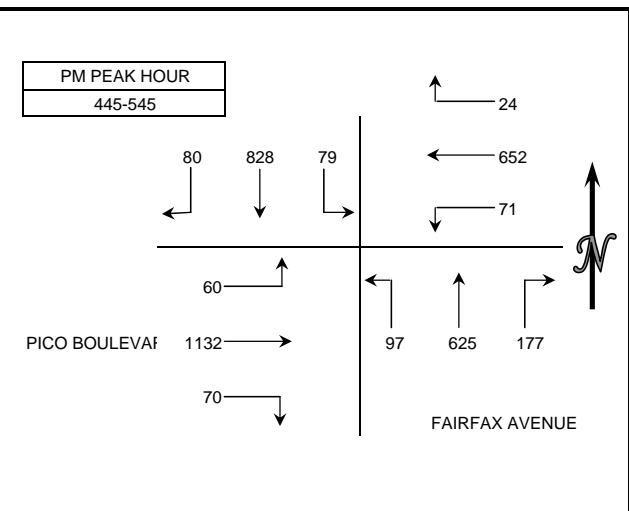 PM PEAK HOUR
445-545
24
80 828 79
652
71
60
N
PICO BOULEVAR 1132
97 625 177
70
FAIRFAX AVENUE